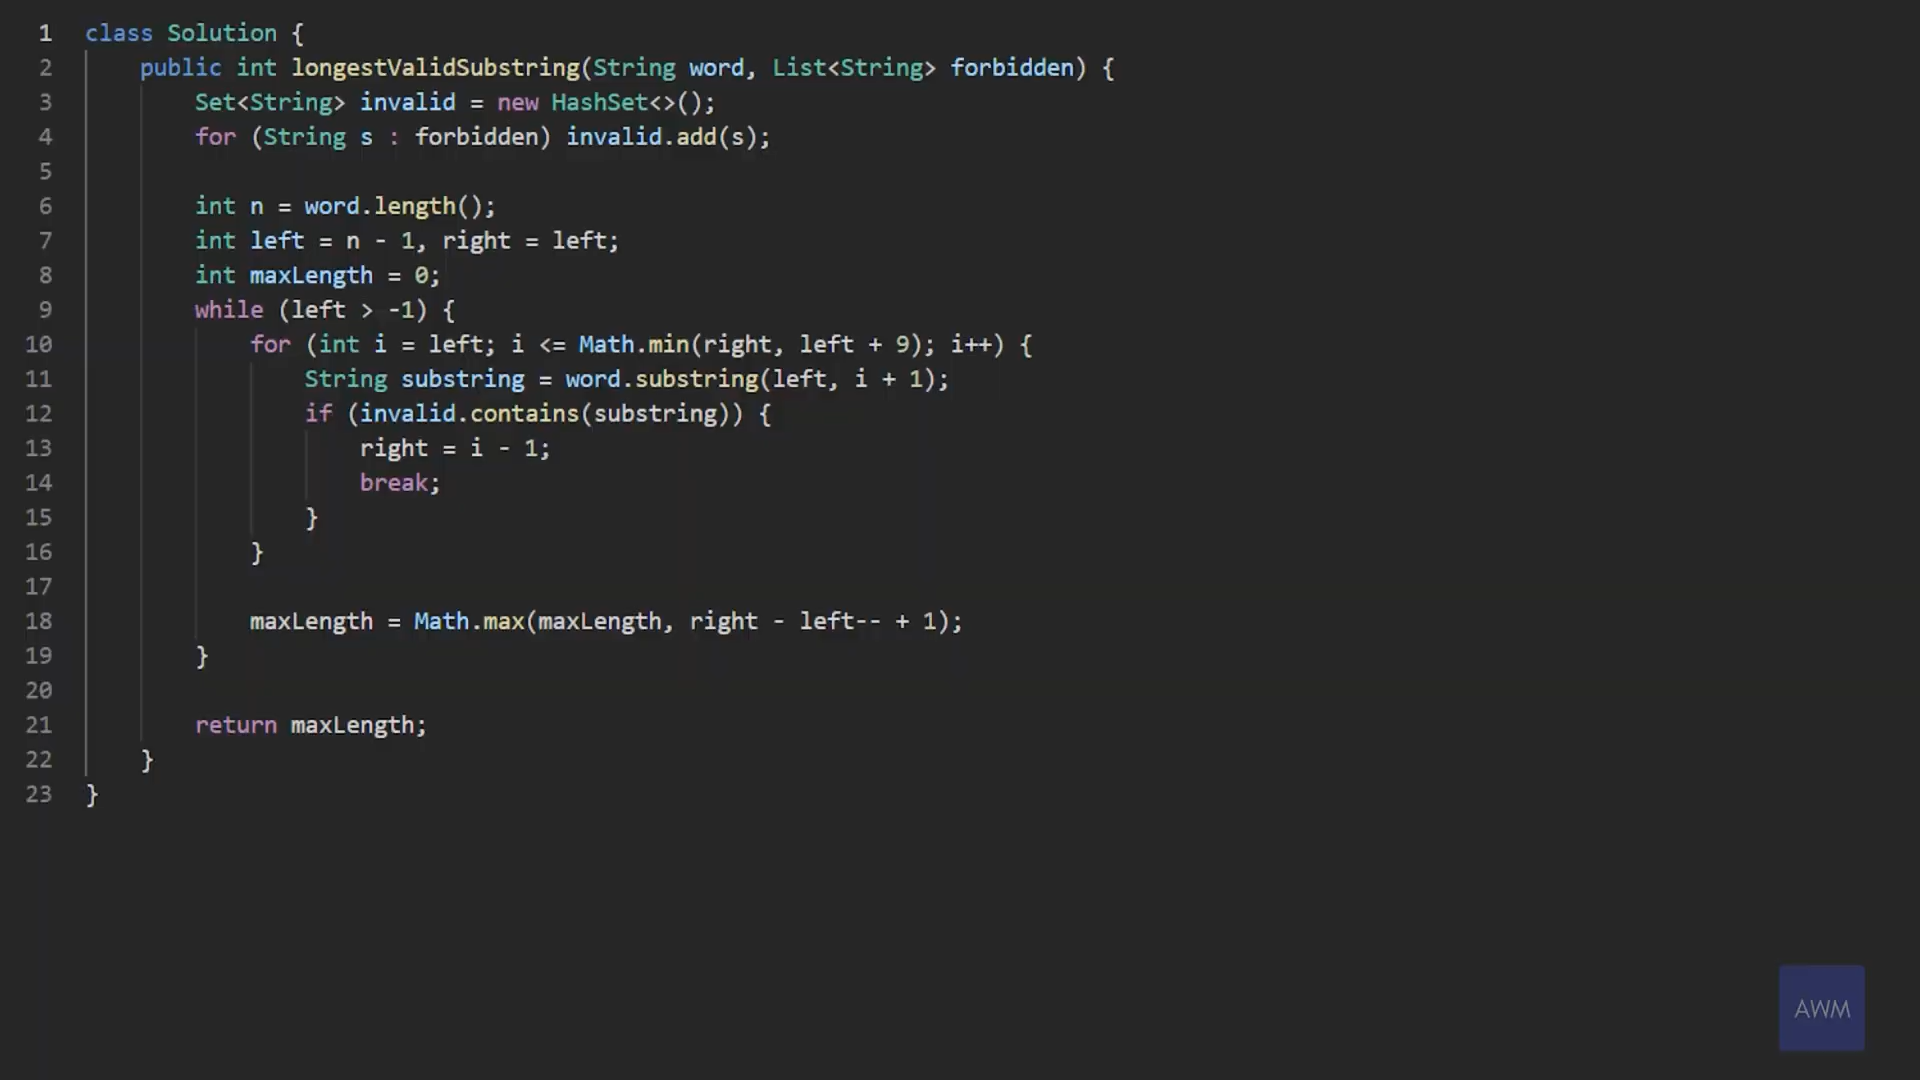 1 class Solution {
2 public int longestValidSubstring(String word, List<String> forbidden) {
3 Set<String> invalid = new HashSet<>();
4 for (String s : forbidden) invalid.add(s);
5
6 int n = word.length();
7 int left = n - 1, right = left;
8 int maxLength = 0;
9 while (left > -1) {
10 for (int i = left; i <= Math.min(right, left + 9); i++) {
11 String substring = word.substring(left, i + 1);
12 if (invalid.contains(substring)) {
13 right = i - 1;
14 break;
15 }
16 }
17
18 maxLength = Math.max(maxLength, right - left-- + 1);
19 }
20
21 return maxLength;
22 }
23 }
AWM